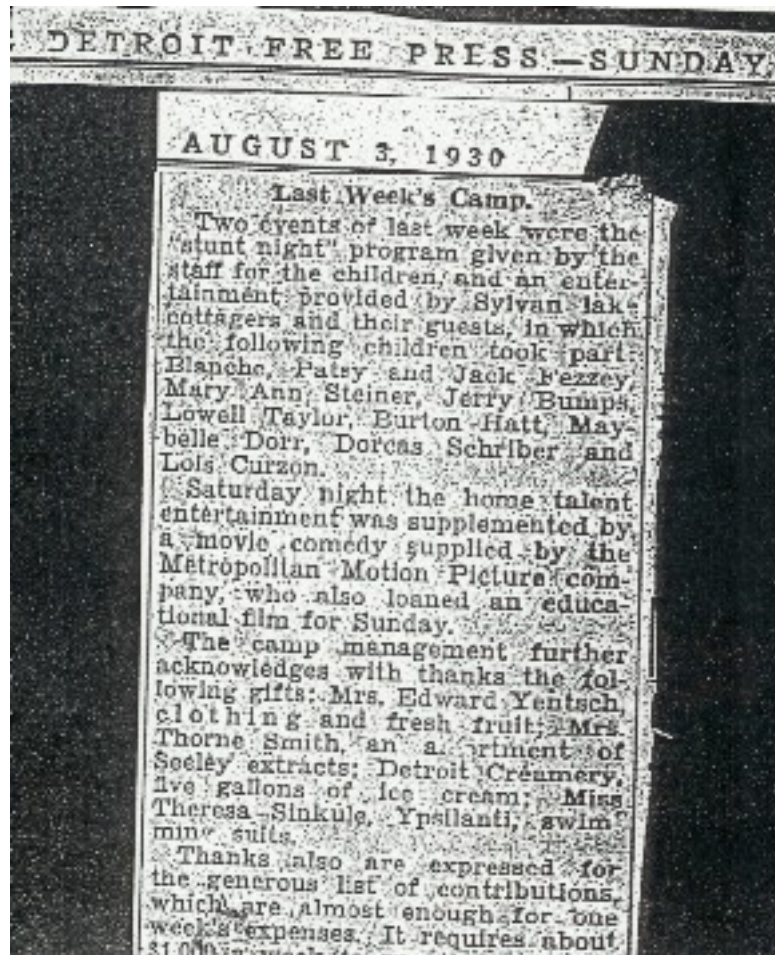 DETROIT FREE PRESS—SUNDAY,
AUGUST 3, 1930
Last Week's Camp.
Two events of last week were the
"stunt night" program given by the
staff for the children, and an enter-
tainment provided by Sylvan lake
cottagers and their guests, in which
the following children took part:
Blanche, Patsy and Jack Fezzey,
Mary Ann Steiner, Jerry Bumps,
Lowell Taylor, Burton Hatt, May-
belle Dorr, Dorcas Schriber and
Lois Curzon.
Saturday night the home talent
entertainment was supplemented by
a movie comedy supplied by the
Metropolitan Motion Picture com-
pany, who also loaned an educa-
tional film for Sunday.
The camp management further
acknowledges with thanks the fol-
lowing gifts: Mrs. Edward Yentsch,
clothing and fresh fruit; Mrs.
Thorne Smith, an a. ortment of
Seeley extracts; Detroit Creamery,
five gallons of ice cream; Miss
Theresa Sinkule, Ypsilanti, swim-
ming suits.
Thanks also are expressed for
the generous list of contributions,
which are almost enough for one
week's expenses. It requires about
$1,000